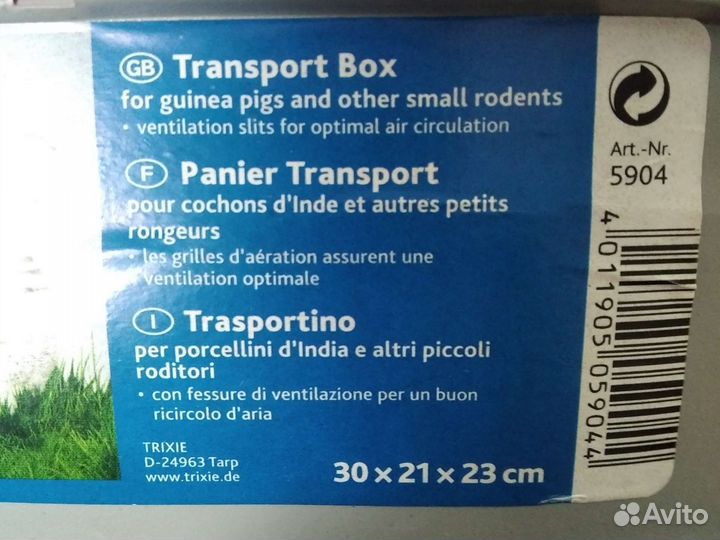 GB Transport Box
for guinea pigs and other small rodents
• ventilation slits for optimal air circulation
F Panier Transport
pour cochons d'Inde et autres petits
rongeurs
• les grilles d'aération assurent une
ventilation optimale
I Trasportino
per porcellini d'India e altri piccoli
roditori
• con fessure di ventilazione per un buon
ricircolo d'aria
TRIXIE
D-24963 Tarp
www.trixie.de
30 x 21 x 23 cm
Art.-Nr.
5904
4 011905 059044
Avito